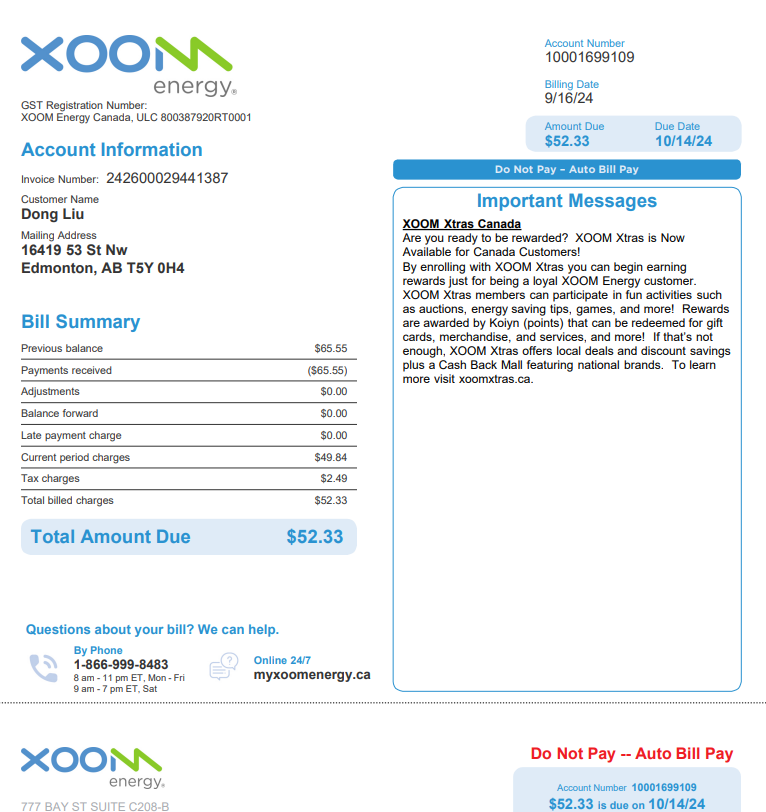 XOOM
energy®
GST Registration Number:
XOOM Energy Canada, ULC 800387920RT0001
Account Number
10001699109
Billing Date
9/16/24
Amount Due
$52.33
Due Date
10/14/24
Do Not Pay – Auto Bill Pay
Account Information
Invoice Number: 242600029441387
Customer Name
Dong Liu
Mailing Address
16419 53 St Nw
Edmonton, AB T5Y 0H4
Bill Summary
Previous balance $65.55
Payments received ($65.55)
Adjustments $0.00
Balance forward $0.00
Late payment charge $0.00
Current period charges $49.84
Tax charges $2.49
Total billed charges $52.33
Total Amount Due $52.33
Important Messages
XOOM Xtras Canada
Are you ready to be rewarded? XOOM Xtras is Now
Available for Canada Customers!
By enrolling with XOOM Xtras you can begin earning
rewards just for being a loyal XOOM Energy customer.
XOOM Xtras members can participate in fun activities such
as auctions, energy saving tips, games, and more! Rewards
are awarded by Koiyn (points) that can be redeemed for gift
cards, merchandise, and services, and more! If that's not
enough, XOOM Xtras offers local deals and discount savings
plus a Cash Back Mall featuring national brands. To learn
more visit xoomxtras.ca.
Questions about your bill? We can help.
By Phone
1-866-999-8483
8 am - 11 pm ET, Mon - Fri
9 am - 7 pm ET, Sat
?
Online 24/7
myxoomenergy.ca
XOOM
energy®
777 BAY ST SUITE C208-B
Do Not Pay -- Auto Bill Pay
Account Number 10001699109
$52.33 is due on 10/14/24